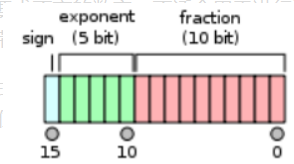 exponent fraction
sign (5 bit) (10 bit)
15 10 0